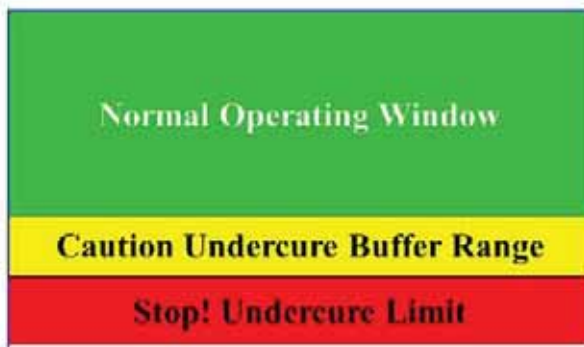 Normal Operating Window
Caution Undercure Buffer Range
Stop! Undercure Limit